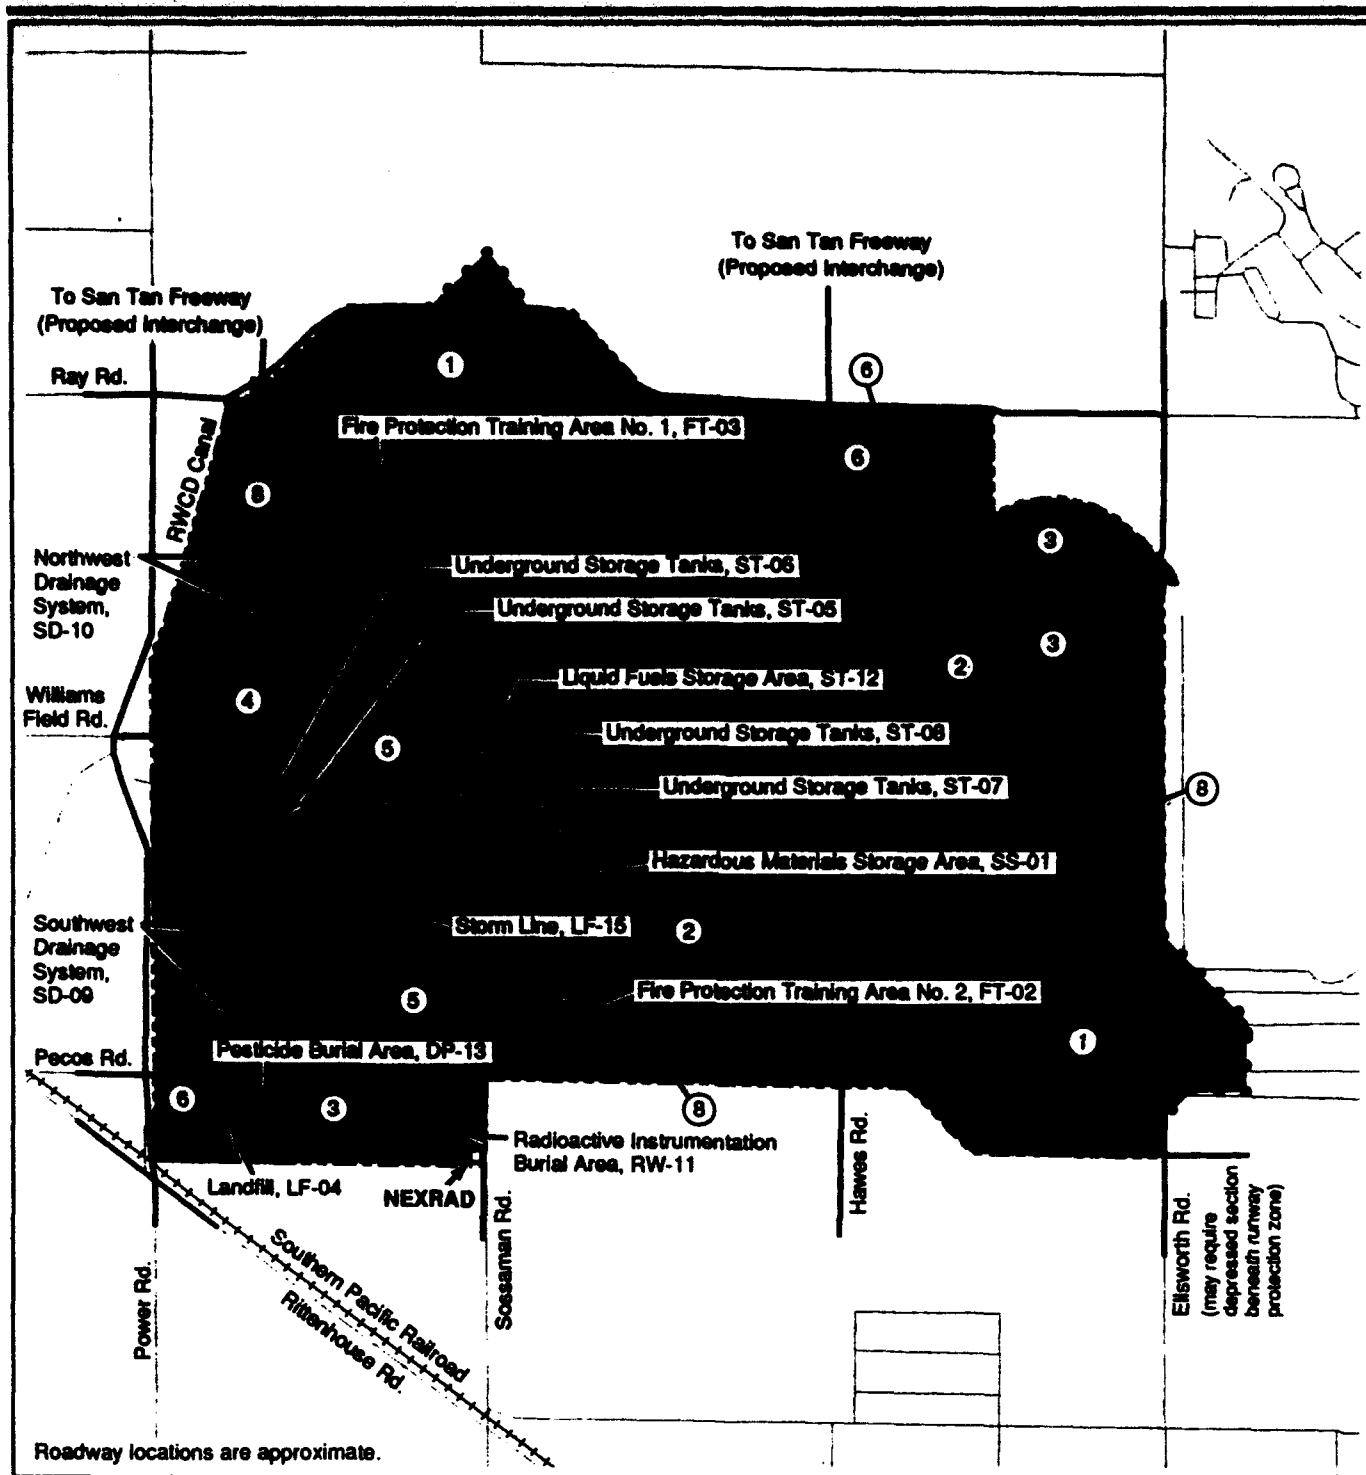 To San Tan Freeway
(Proposed Interchange)
To San Tan Freeway
(Proposed Interchange)
Ray Rd.
1
6
Fire Protection Training Area No. 1, FT-03
6
RWCD Canal
8
3
Northwest
Drainage
System,
SD-10
Underground Storage Tanks, ST-06
Underground Storage Tanks, ST-05
3
2
Liquid Fuels Storage Area, ST-12
Williams
Field Rd.
4
5
Underground Storage Tanks, ST-08
Underground Storage Tanks, ST-07
8
Hazardous Materials Storage Area, SS-01
Southwest
Drainage
System,
SD-09
Storm Line, LF-15
2
5
Fire Protection Training Area No. 2, FT-02
1
Pecos Rd.
Pesticide Burial Area, DP-13
6
3
8
Radioactive Instrumentation
Burial Area, RW-11
Landfill, LF-04
NEXRAD
Hawes Rd.
Sossaman Rd.
Ellsworth Rd.
(may require
depressed section
beneath runway
protection zone)
Power Rd.
Southern Pacific Railroad
Rittenhouse Rd.
Roadway locations are approximate.